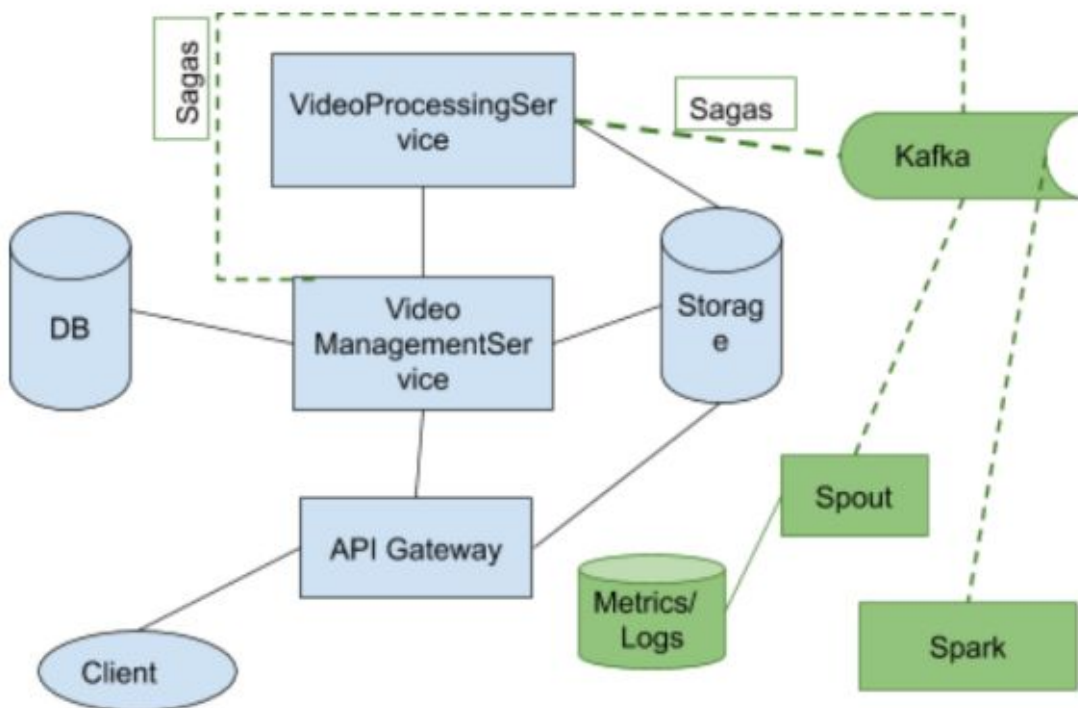 Sagas
VideoProcessingSer
vice
Sagas
Kafka
DB
Video
ManagementSer
vice
Storag
e
API Gateway
Spout
Metrics/
Logs
Spark
Client